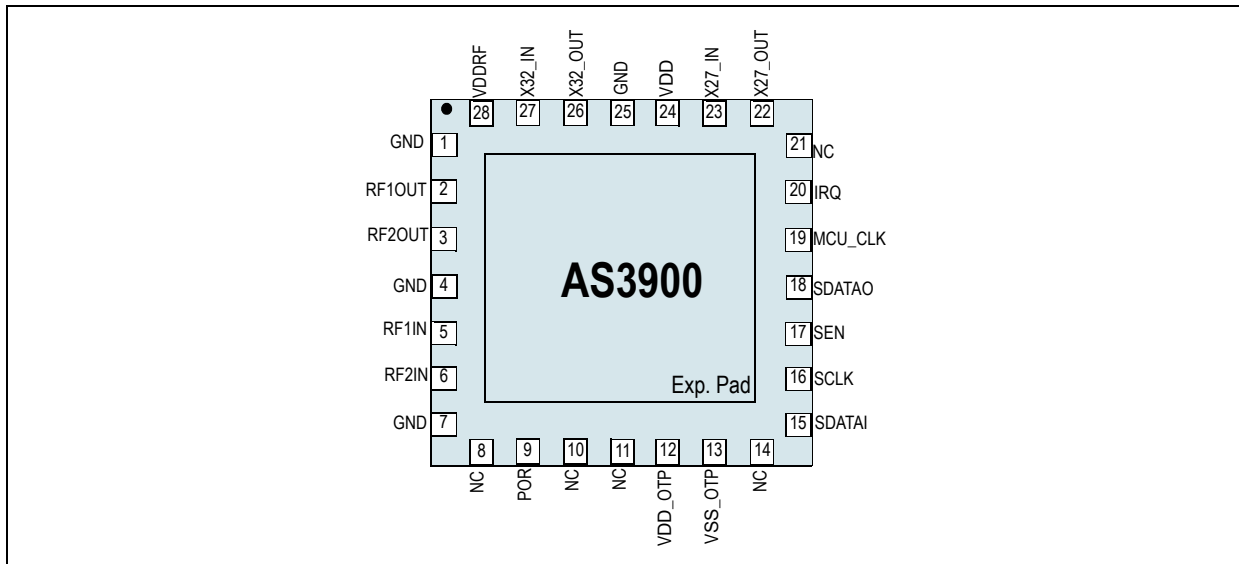 VDDRF
X32_IN
X32_OUT
GND
VDD
X27_IN
X27_OUT
28 27 26 25 24 23 22
GND 1
RF1OUT 2
RF2OUT 3
GND 4
RF1IN 5
RF2IN 6
GND 7
21 NC
20 IRQ
19 MCU_CLK
18 SDATAO
17 SEN
16 SCLK
15 SDATAI
AS3900
Exp. Pad
8 9 10 11 12 13 14
NC
POR
NC
NC
VDD_OTP
VSS_OTP
NC